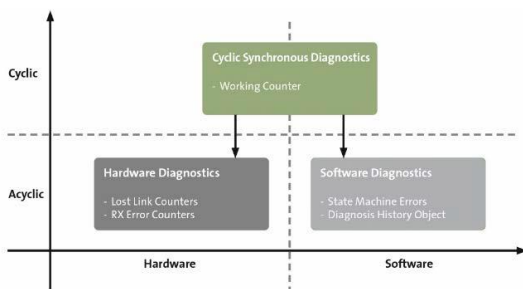 Cyclic Synchronous Diagnostics
- Working Counter
Cyclic
Hardware Diagnostics
- Lost Link Counters
- RX Error Counters
Software Diagnostics
- State Machine Errors
- Diagnosis History Object
Acyclic
Hardware
Software